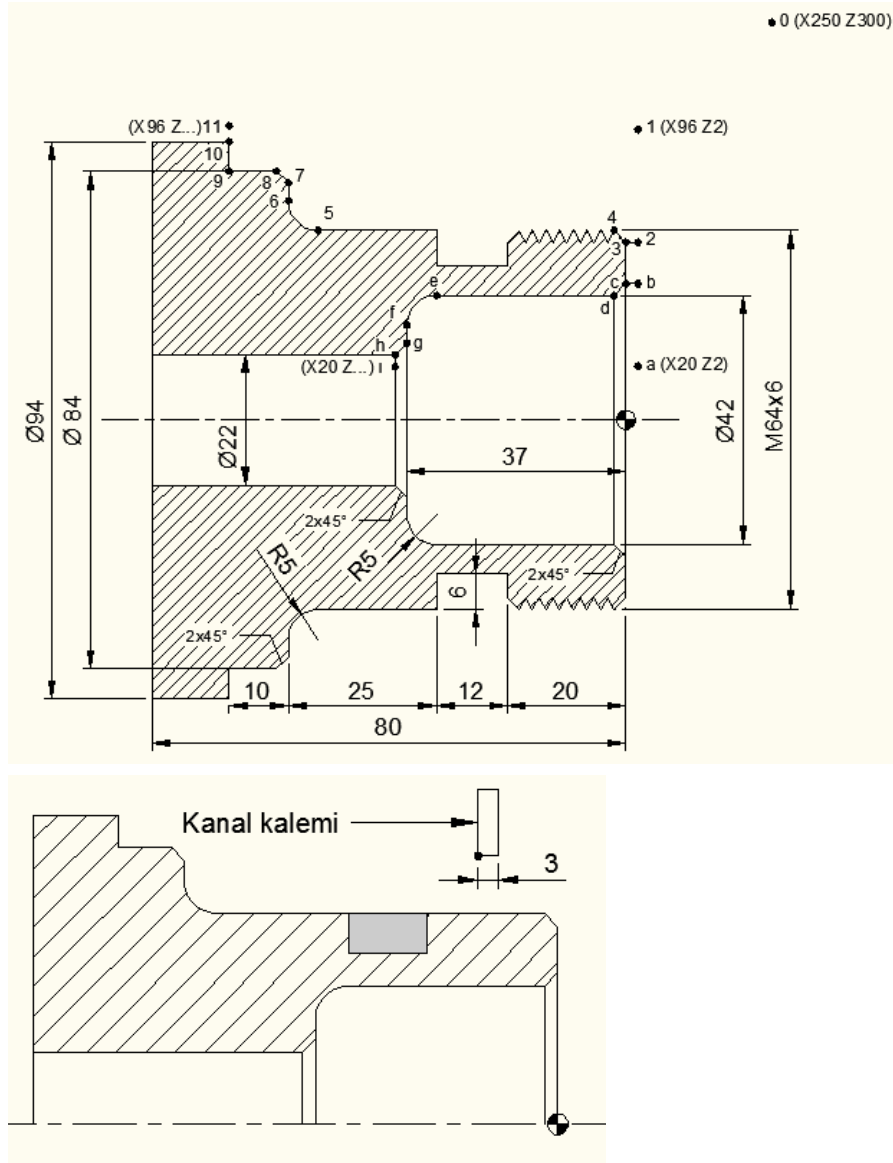 0 (X250 Z300)
(X96 Z...) 11
1 (X96 Z2)
10
9
8
7
6
5
4
3
2
e
c
b
d
f
h
g
(X20 Z...) ı
a (X20 Z2)
Ø94
Ø 84
Ø22
37
Ø42
M64x6
2x45°
R5
R5
6
2x45°
2x45°
10
25
12
20
80
Kanal kalemi
3